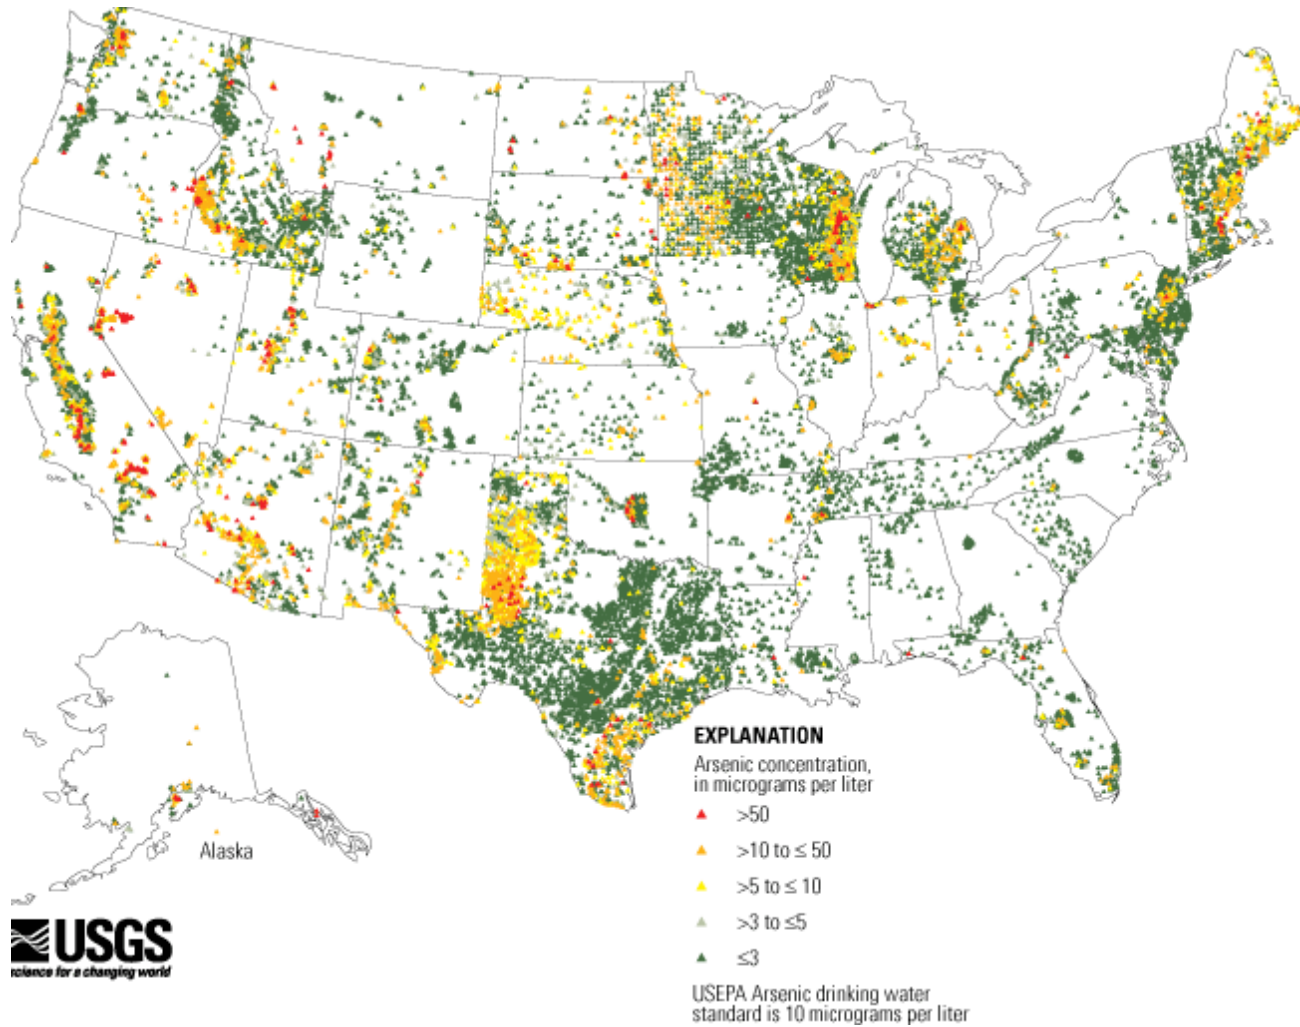 EXPLANATION
Arsenic concentration,
in micrograms per liter
>50
>10 to ≤ 50
>5 to ≤ 10
>3 to ≤5
≤3
USEPA Arsenic drinking water
standard is 10 micrograms per liter
Alaska
USGS
science for a changing world